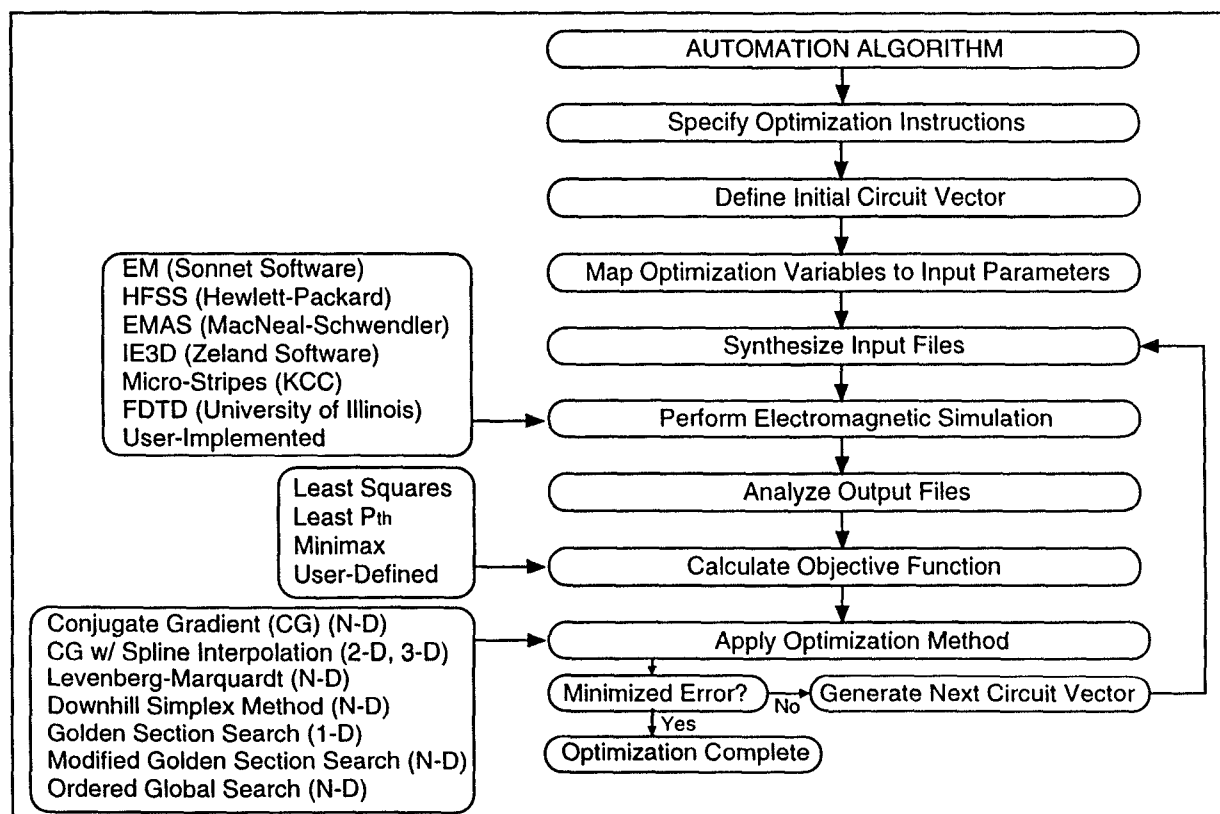 AUTOMATION ALGORITHM
Specify Optimization Instructions
Define Initial Circuit Vector
Map Optimization Variables to Input Parameters
Synthesize Input Files
EM (Sonnet Software)
HFSS (Hewlett-Packard)
EMAS (MacNeal-Schwendler)
IE3D (Zeland Software)
Micro-Stripes (KCC)
FDTD (University of Illinois)
User-Implemented
Perform Electromagnetic Simulation
Analyze Output Files
Least Squares
Least Pth
Minimax
User-Defined
Calculate Objective Function
Conjugate Gradient (CG) (N-D)
CG w/ Spline Interpolation (2-D, 3-D)
Levenberg-Marquardt (N-D)
Downhill Simplex Method (N-D)
Golden Section Search (1-D)
Modified Golden Section Search (N-D)
Ordered Global Search (N-D)
Apply Optimization Method
Minimized Error?
No
Generate Next Circuit Vector
Yes
Optimization Complete